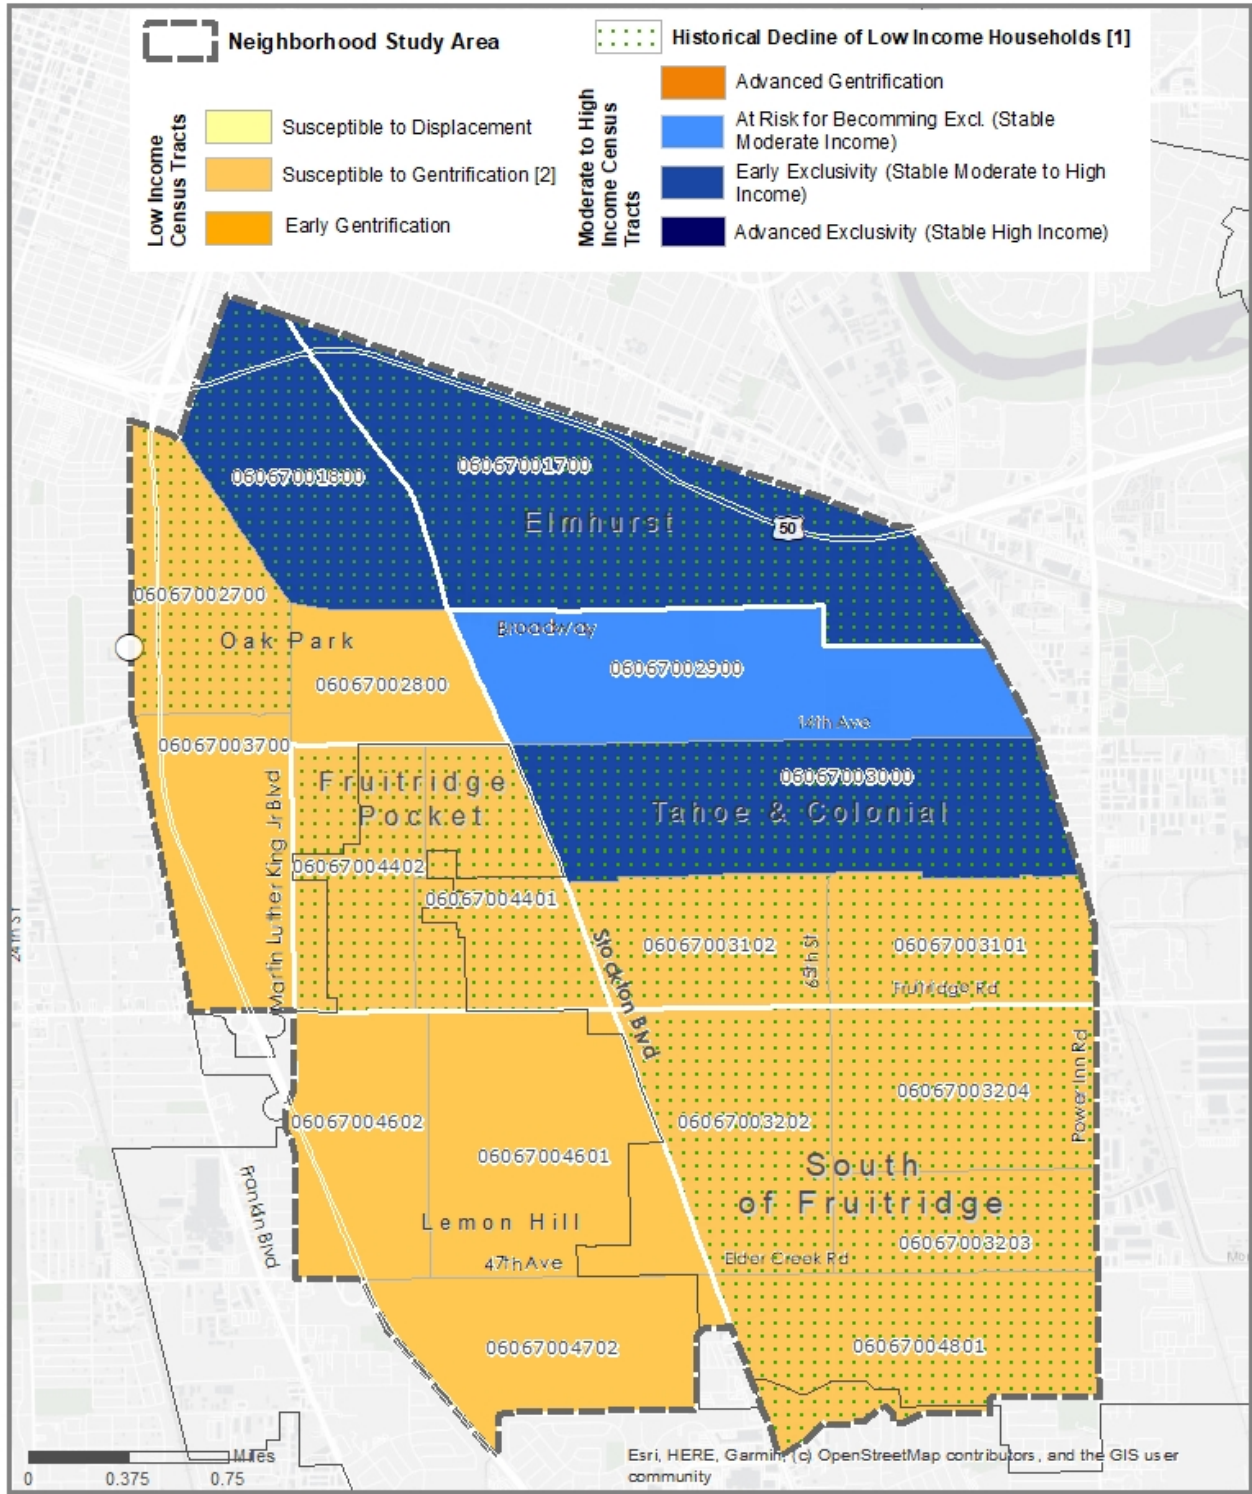 Neighborhood Study Area
Low Income
Census Tracts
Susceptible to Displacement
Susceptible to Gentrification [2]
Early Gentrification
Historical Decline of Low Income Households [1]
Moderate to High
Income Census
Tracts
Advanced Gentrification
At Risk for Becomming Excl. (Stable
Moderate Income)
Early Exclusivity (Stable Moderate to High
Income)
Advanced Exclusivity (Stable High Income)
06067001800
06067001700
Elmhurst
50
06067002700
Oak Park
Broadway
06067002900
06067002800
14th Ave
06067003700
Fruitridge
Pocket
06067003000
Tahoe & Colonial
Martin Luther King Jr Blvd
06067004402
06067004401
24TH ST
Stockton Blvd
06067003102
65th St
06067003101
Fruitridge Rd
Power Inn Rd
06067003204
06067004602
06067003202
06067004601
South
of Fruitridge
Franklin Blvd
Lemon Hill
47th Ave
06067003203
Elder Creek Rd
06067004702
06067004801
Miles
0 0.375 0.75
Esri, HERE, Garmin, (c) OpenStreetMap contributors, and the GIS user
community